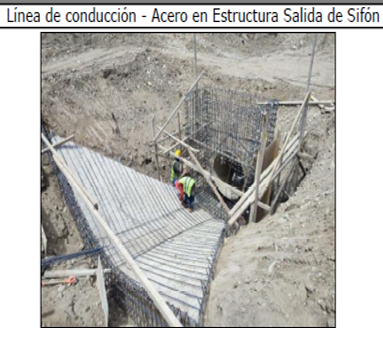 Línea de conducción - Acero en Estructura Salida de Sifón